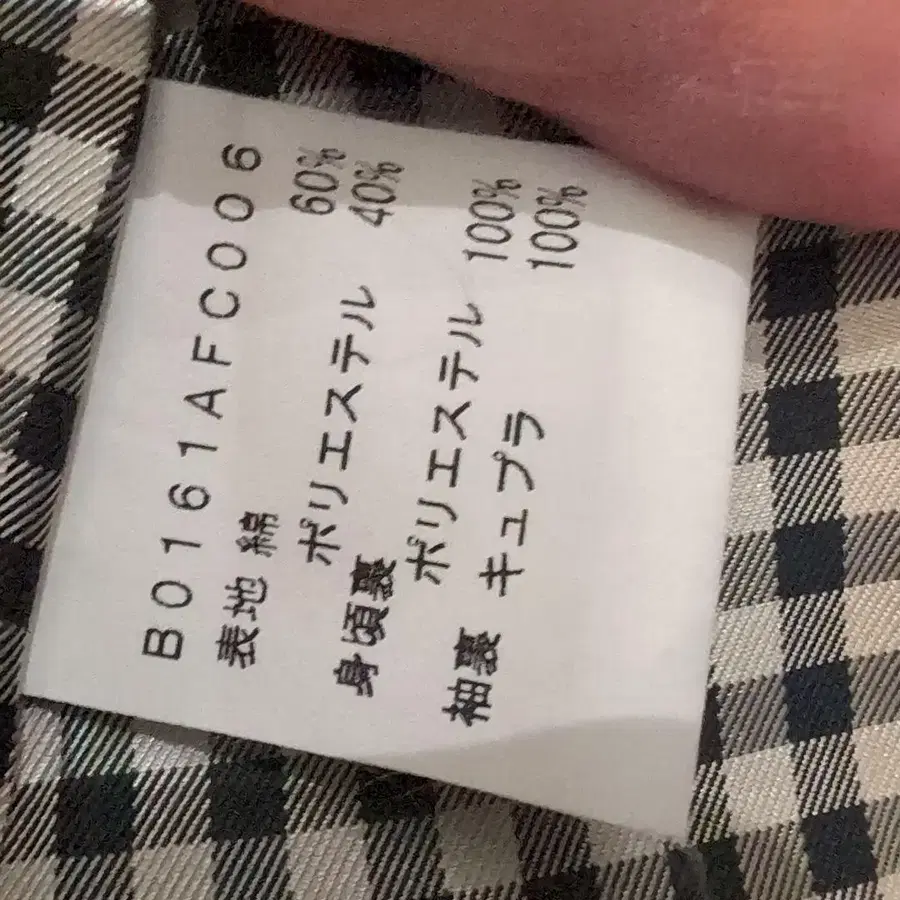 B0161AFC006
表地 綿 60%
ポリエステル 40%
身頃裏
ポリエステル 100%
袖裏 キュプラ 100%